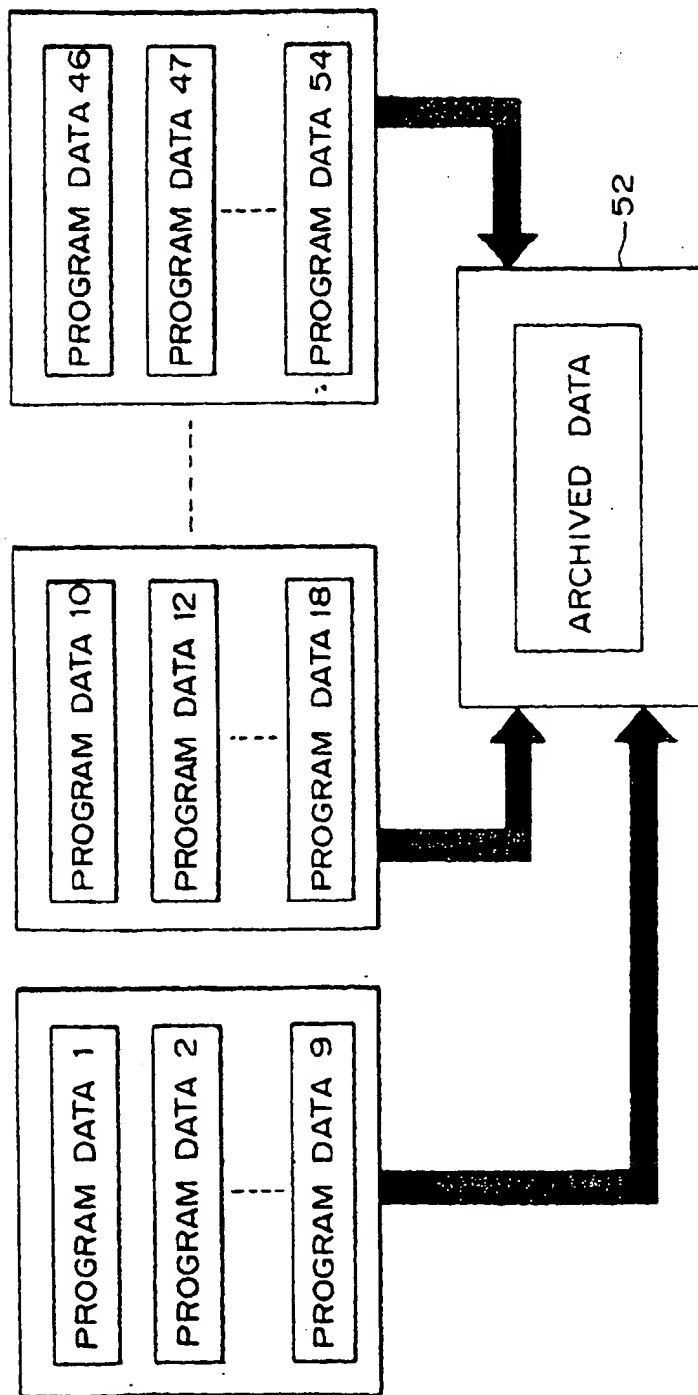 PROGRAM DATA 1
PROGRAM DATA 2
PROGRAM DATA 9
PROGRAM DATA 10
PROGRAM DATA 12
PROGRAM DATA 18
PROGRAM DATA 46
PROGRAM DATA 47
PROGRAM DATA 54
ARCHIVED DATA
52